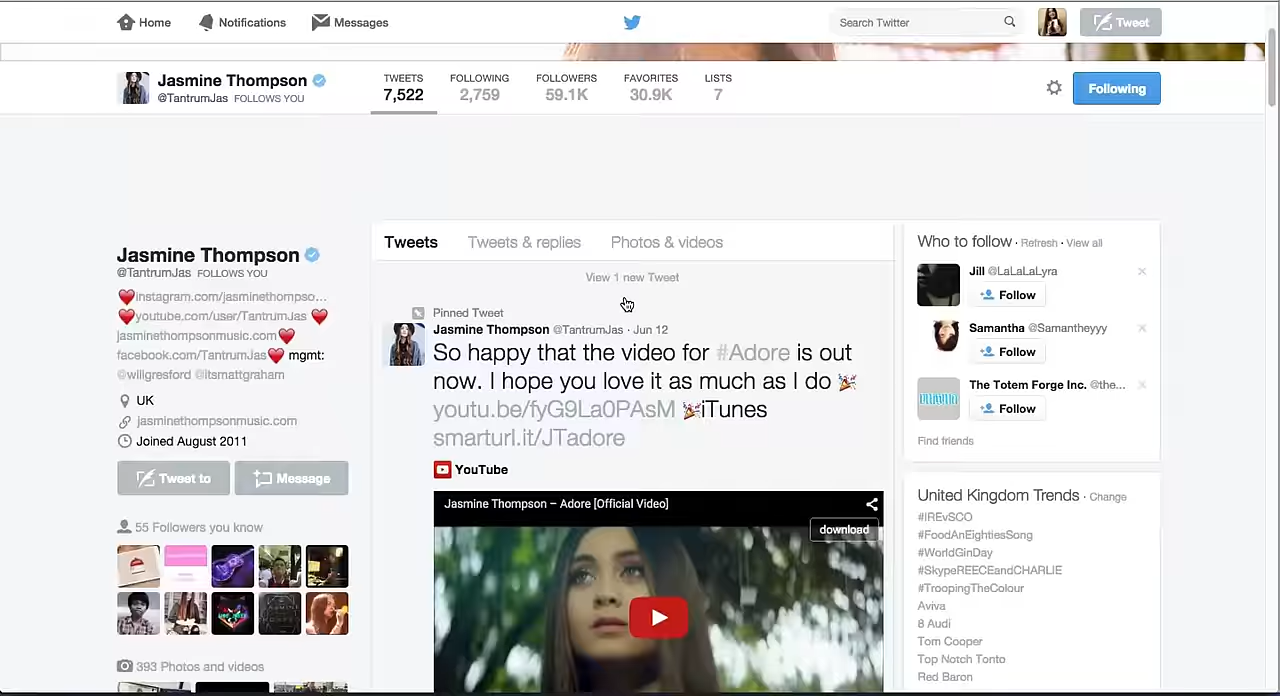 Home Notifications Messages Search Twitter Tweet
Jasmine Thompson
@TantrumJas FOLLOWS YOU
TWEETS FOLLOWING FOLLOWERS FAVORITES LISTS
7,522 2,759 59.1K 30.9K 7
Following
Jasmine Thompson
@TantrumJas FOLLOWS YOU
❤️instagram.com/jasminethompso...
❤️youtube.com/user/TantrumJas ❤️
jasminethompsonmusic.com❤️
facebook.com/TantrumJas❤️ mgmt:
@willgresford @itsmattgraham
UK
jasminethompsonmusic.com
Joined August 2011
Tweet to Message
55 Followers you know
393 Photos and videos
Tweets Tweets & replies Photos & videos
View 1 new Tweet
Pinned Tweet
Jasmine Thompson @TantrumJas · Jun 12
So happy that the video for #Adore is out
now. I hope you love it as much as I do 🎉
youtu.be/fyG9La0PAsM 🎉iTunes
smarturl.it/JTadore
YouTube
Jasmine Thompson – Adore [Official Video]
download
Who to follow · Refresh · View all
Jill @LaLaLaLyra
Follow
Samantha @Samantheyyy
Follow
The Totem Forge Inc. @the...
Follow
Find friends
United Kingdom Trends · Change
#IREvSCO
#FoodAnEightiesSong
#WorldGinDay
#SkypeREECEandCHARLIE
#TroopingTheColour
Aviva
8 Audi
Tom Cooper
Top Notch Tonto
Red Baron